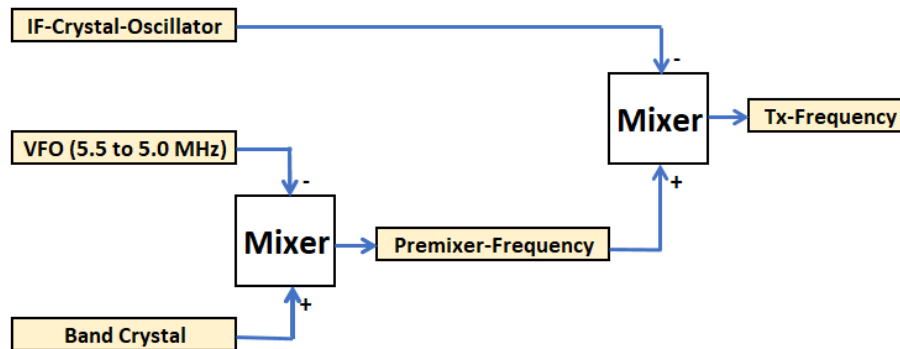 IF-Crystal-Oscillator
-
Mixer
Tx-Frequency
VFO (5.5 to 5.0 MHz)
-
+
Mixer
Premixer-Frequency
+
Band Crystal